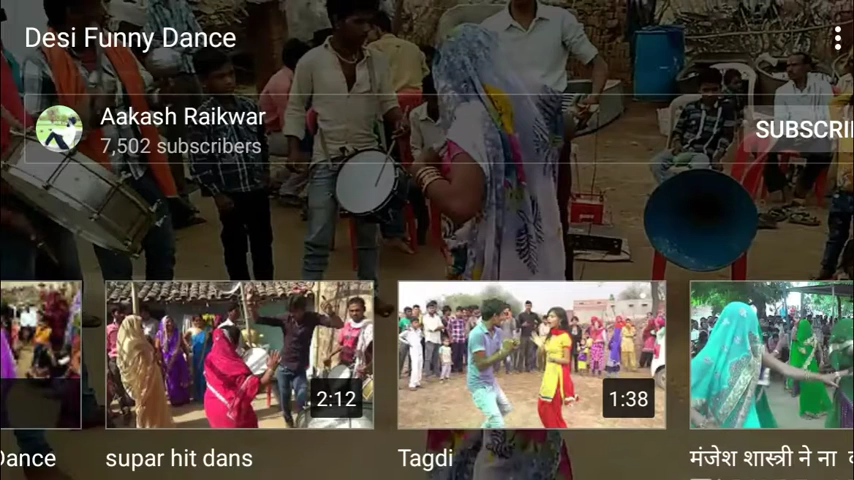 Desi Funny Dance
Aakash Raikwar
7,502 subscribers
SUBSCRI
2:12
1:38
Dance
supar hit dans
Tagdi
मंजेश शास्त्री ने ना